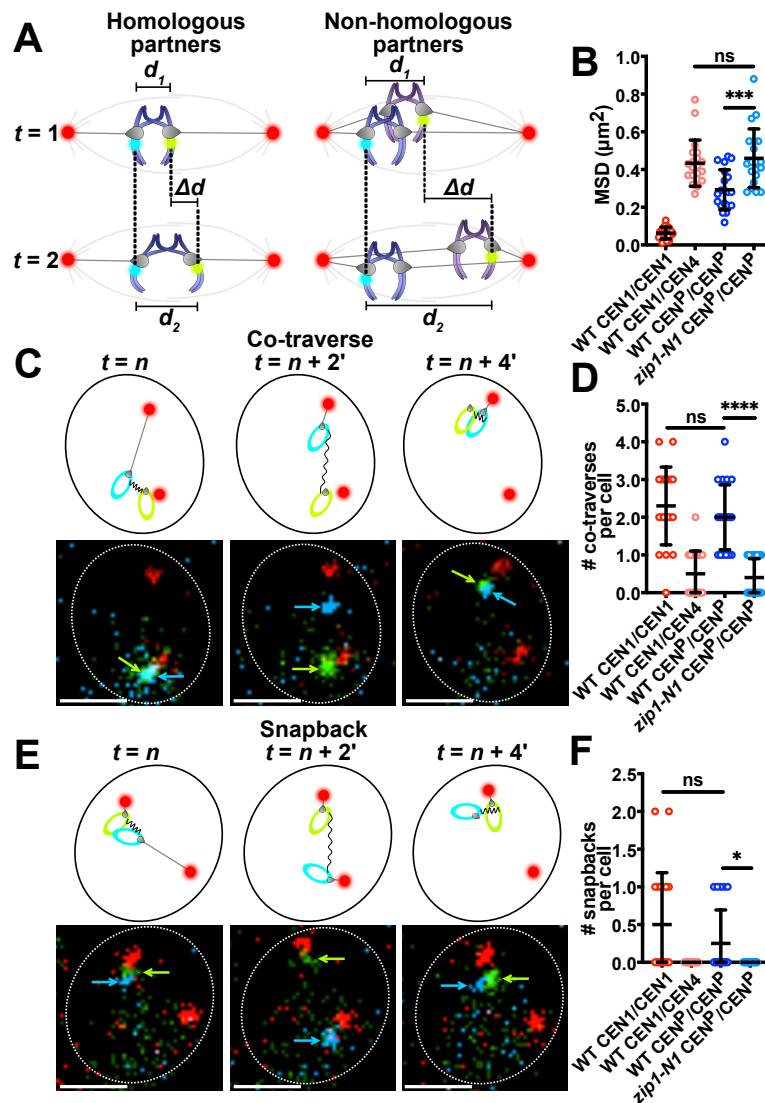 A
Homologous
partners
Non-homologous
partners
d1
d1
t = 1
Δd
Δd
t = 2
d2
d2
B
MSD (μm²)
1.0
0.8
0.6
0.4
0.2
0.0
ns
***
WT CEN1/CEN1
WT CEN1/CEN4
WT CENᴾ/CENᴾ
zip1-N1 CENᴾ/CENᴾ
C
Co-traverse
t = n
t = n + 2'
t = n + 4'
D
# co-traverses
per cell
5.0
4.0
3.0
2.0
1.0
0.0
ns
****
WT CEN1/CEN1
WT CEN1/CEN4
WT CENᴾ/CENᴾ
zip1-N1 CENᴾ/CENᴾ
E
Snapback
t = n
t = n + 2'
t = n + 4'
F
# snapbacks
per cell
2.5
2.0
1.5
1.0
0.5
0.0
ns
*
WT CEN1/CEN1
WT CEN1/CEN4
WT CENᴾ/CENᴾ
zip1-N1 CENᴾ/CENᴾ